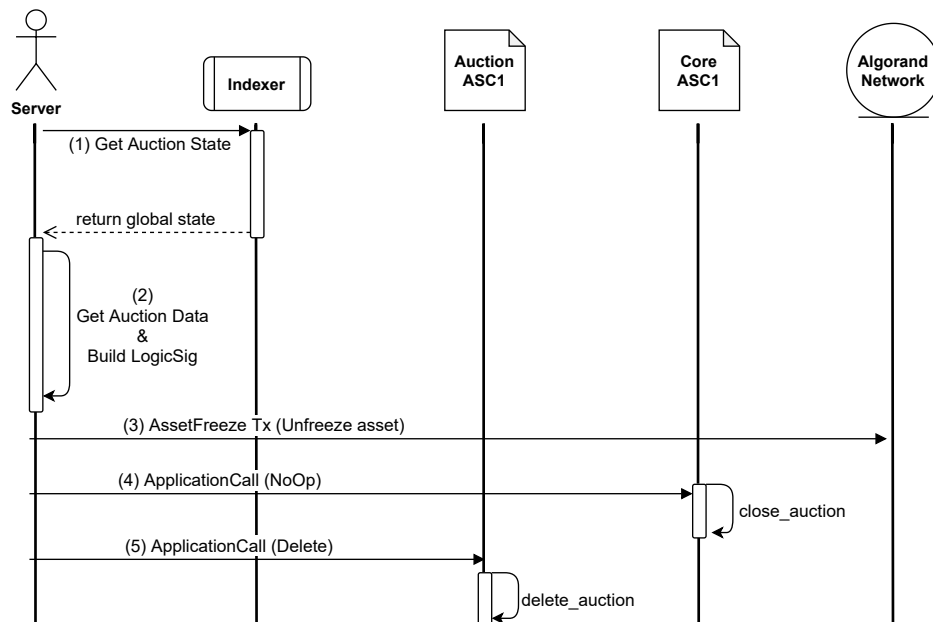 Server
Indexer
Auction
ASC1
Core
ASC1
Algorand
Network
(1) Get Auction State
return global state
(2)
Get Auction Data
&
Build LogicSig
(3) AssetFreeze Tx (Unfreeze asset)
(4) ApplicationCall (NoOp)
close_auction
(5) ApplicationCall (Delete)
delete_auction